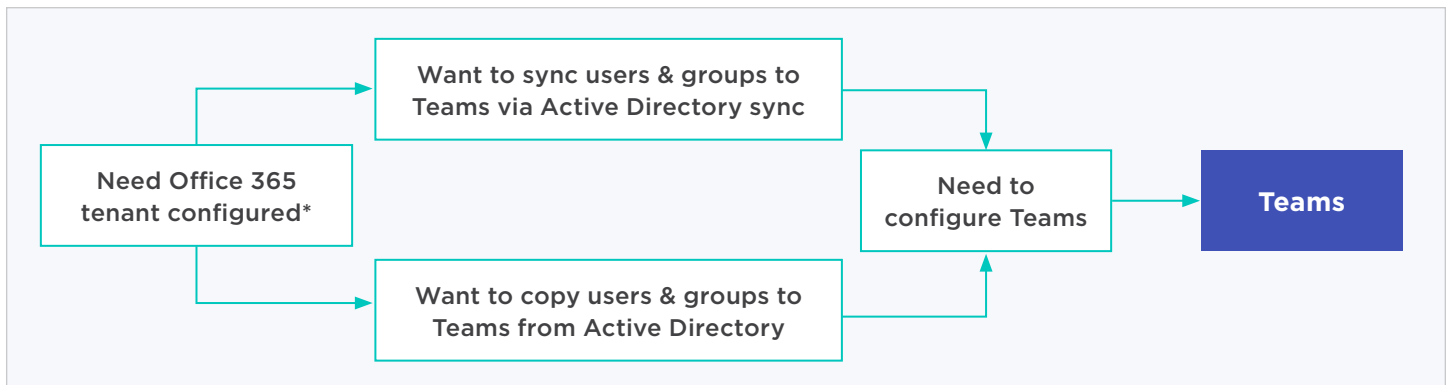 Want to sync users & groups to
Teams via Active Directory sync
Need Office 365
tenant configured*
Need to
configure Teams
Teams
Want to copy users & groups to
Teams from Active Directory